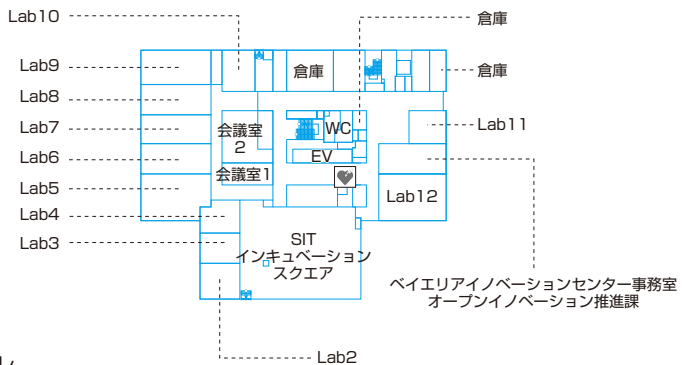 Lab10
倉庫
Lab9
倉庫
倉庫
Lab8
Lab7
会議室
2
WC
Lab11
Lab6
EV
会議室1
Lab5
Lab12
Lab4
Lab3
SIT
インキュベーション
スクエア
ベイエリアイノベーションセンター事務室
オープンイノベーション推進課
Lab2